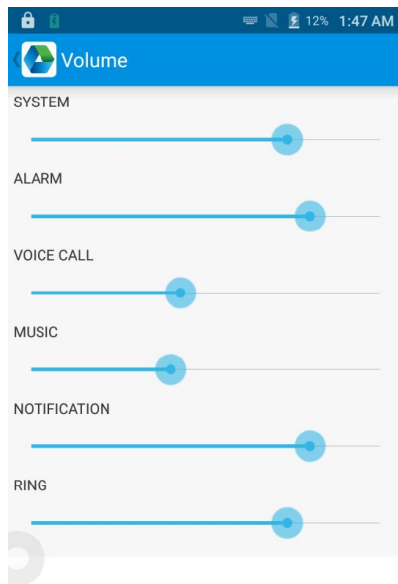 12% 1:47 AM
Volume
SYSTEM
ALARM
VOICE CALL
MUSIC
NOTIFICATION
RING